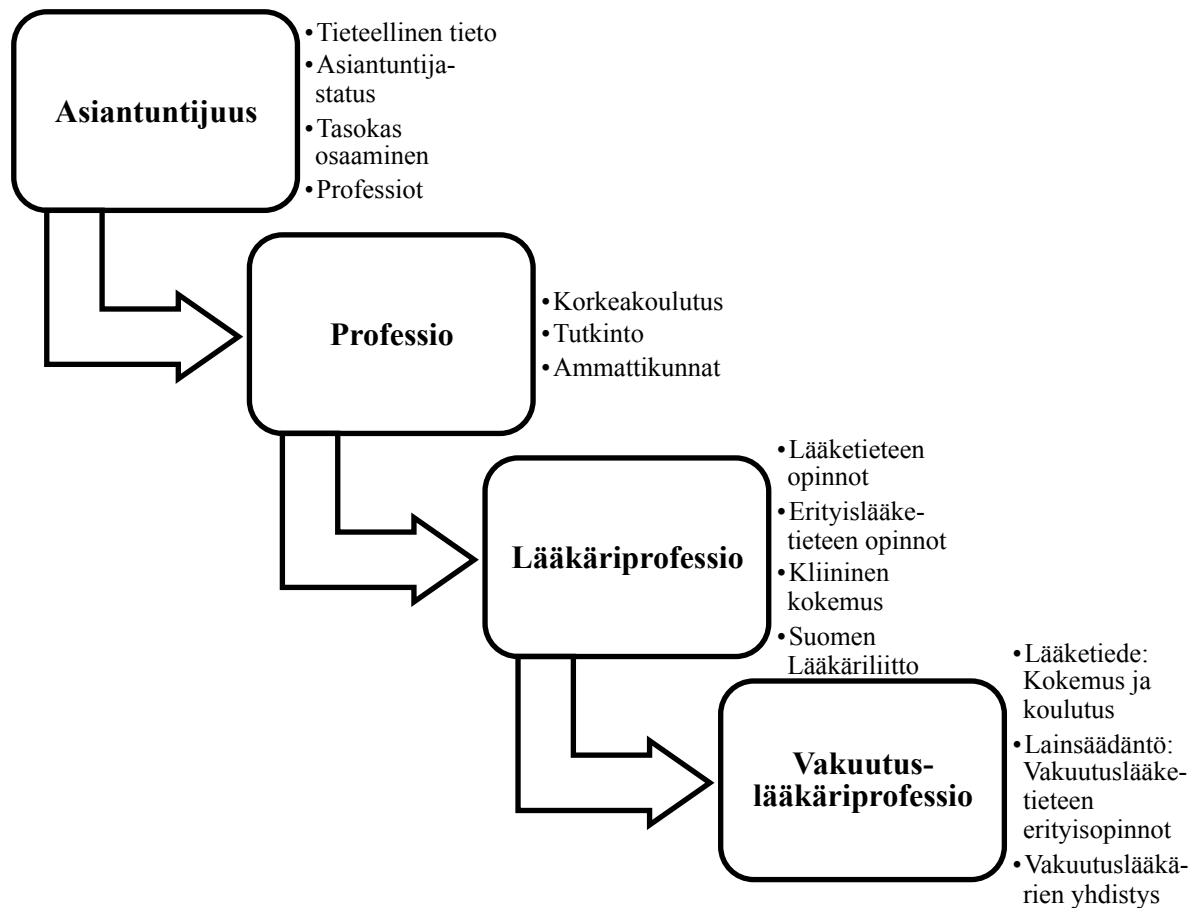 Asiantuntijuus
•Tieteellinen tieto
•Asiantuntija-
status
•Tasokas
osaaminen
•Professiot
Professio
•Korkeakoulutus
•Tutkinto
•Ammattikunnat
Lääkäriprofessio
•Lääketieteen
opinnot
•Erityislääke-
tieteen opinnot
•Kliininen
kokemus
•Suomen
Lääkäriliitto
Vakuutus-
lääkäriprofessio
•Lääketiede:
Kokemus ja
koulutus
•Lainsäädäntö:
Vakuutuslääke-
tieteen
erityisopinnot
•Vakuutuslääkä-
rien yhdistys